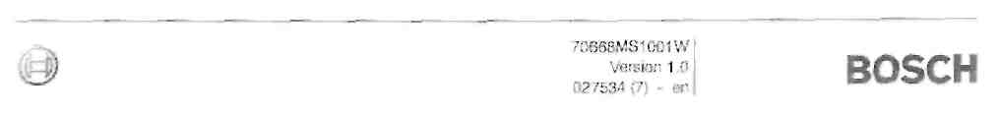 70668MS1001W
Version 1.0
027534 (7) - en
BOSCH